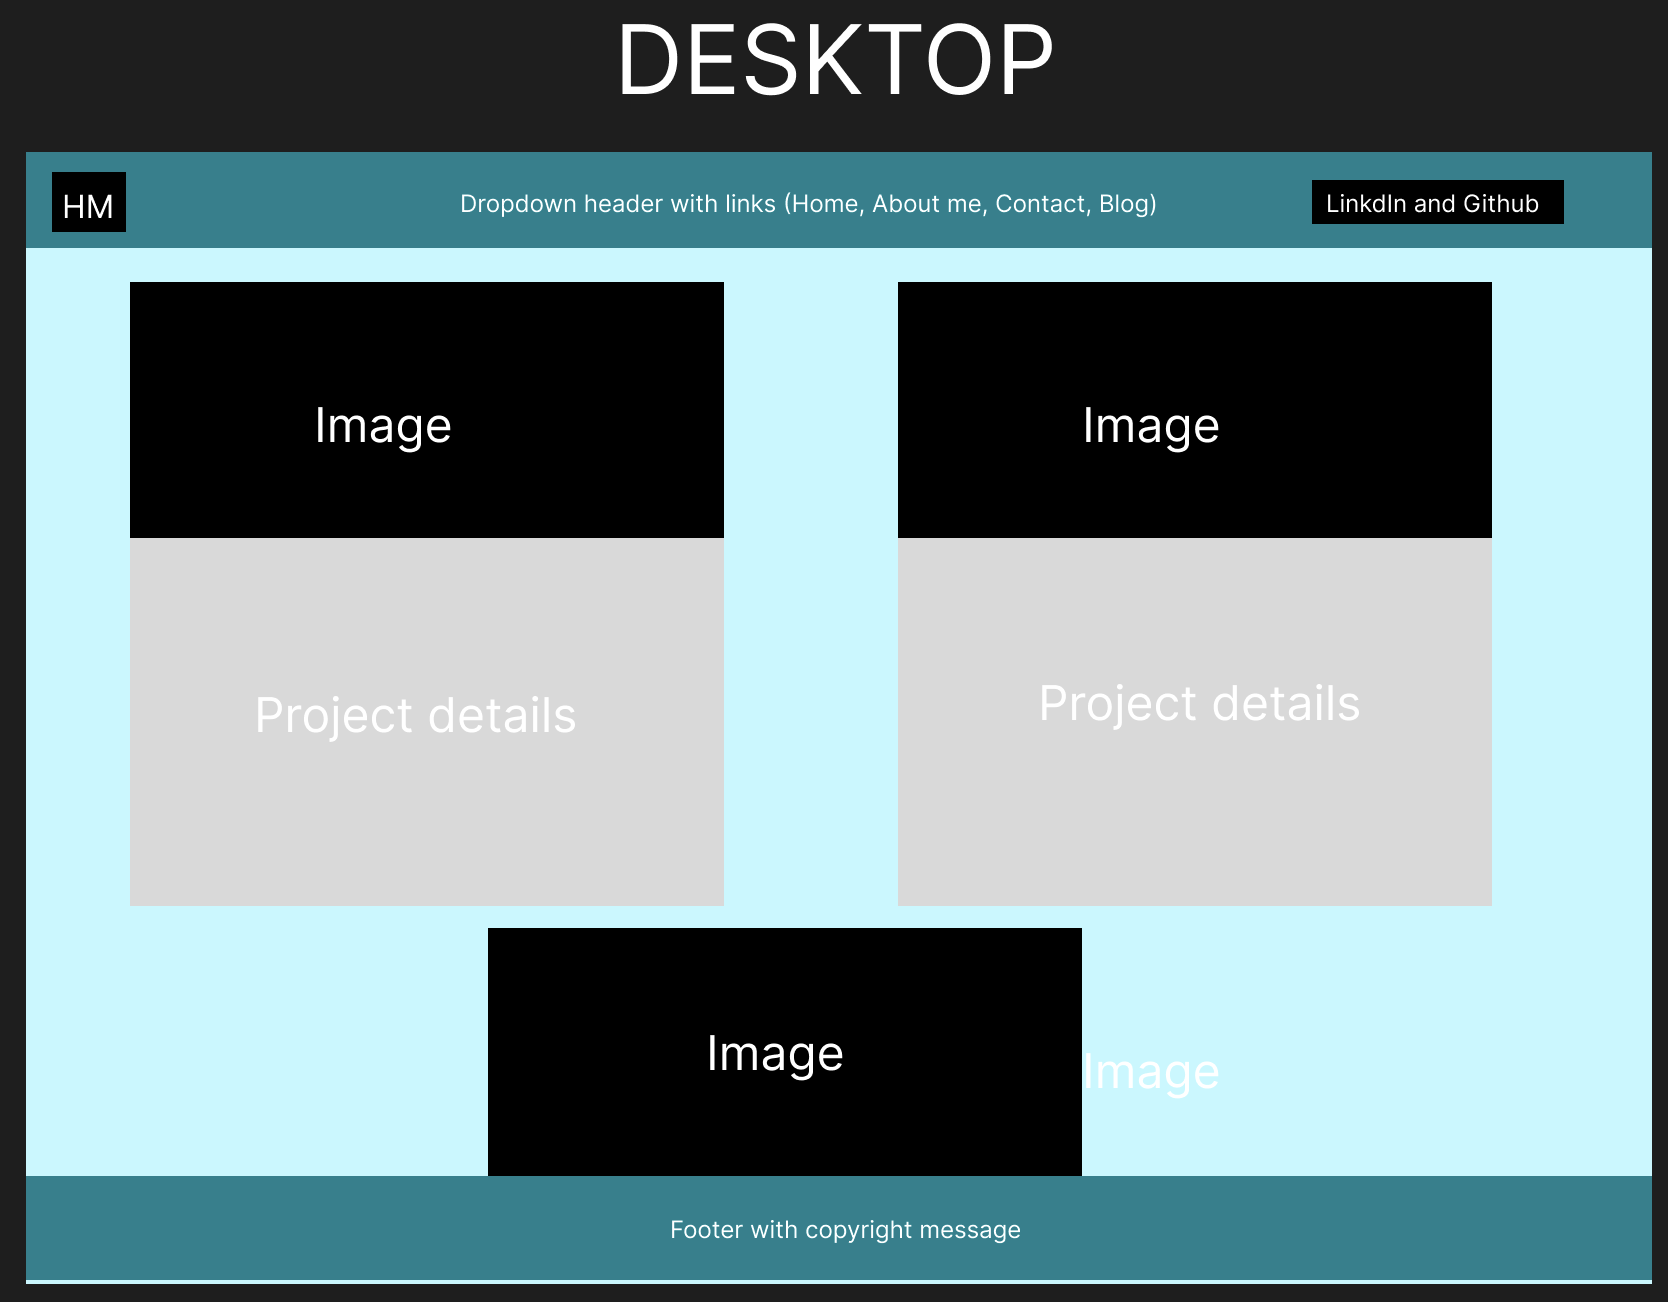 DESKTOP
HM
Dropdown header with links (Home, About me, Contact, Blog)
LinkdIn and Github
Image
Image
Project details
Project details
Image
Image
Footer with copyright message